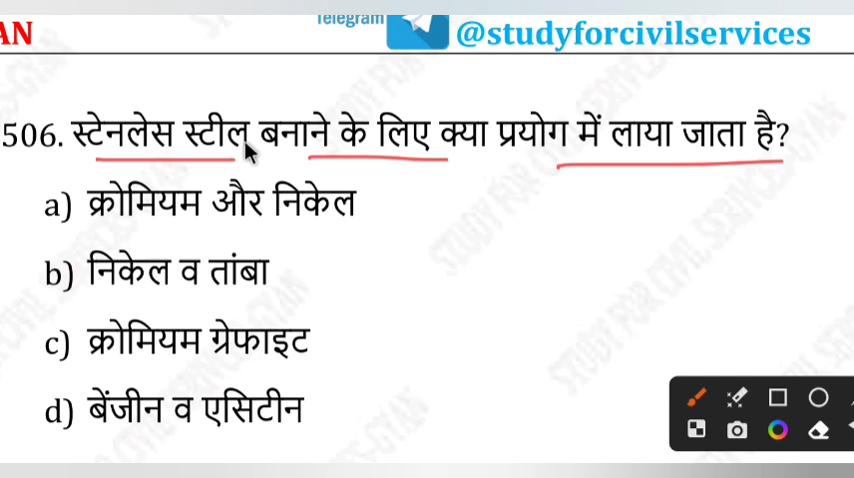 AN
Telegram
@studyforcivilservices
506. स्टेनलेस स्टील बनाने के लिए क्या प्रयोग में लाया जाता है?
a) क्रोमियम और निकेल
b) निकेल व तांबा
c) क्रोमियम ग्रेफाइट
d) बेंजीन व एसिटीन